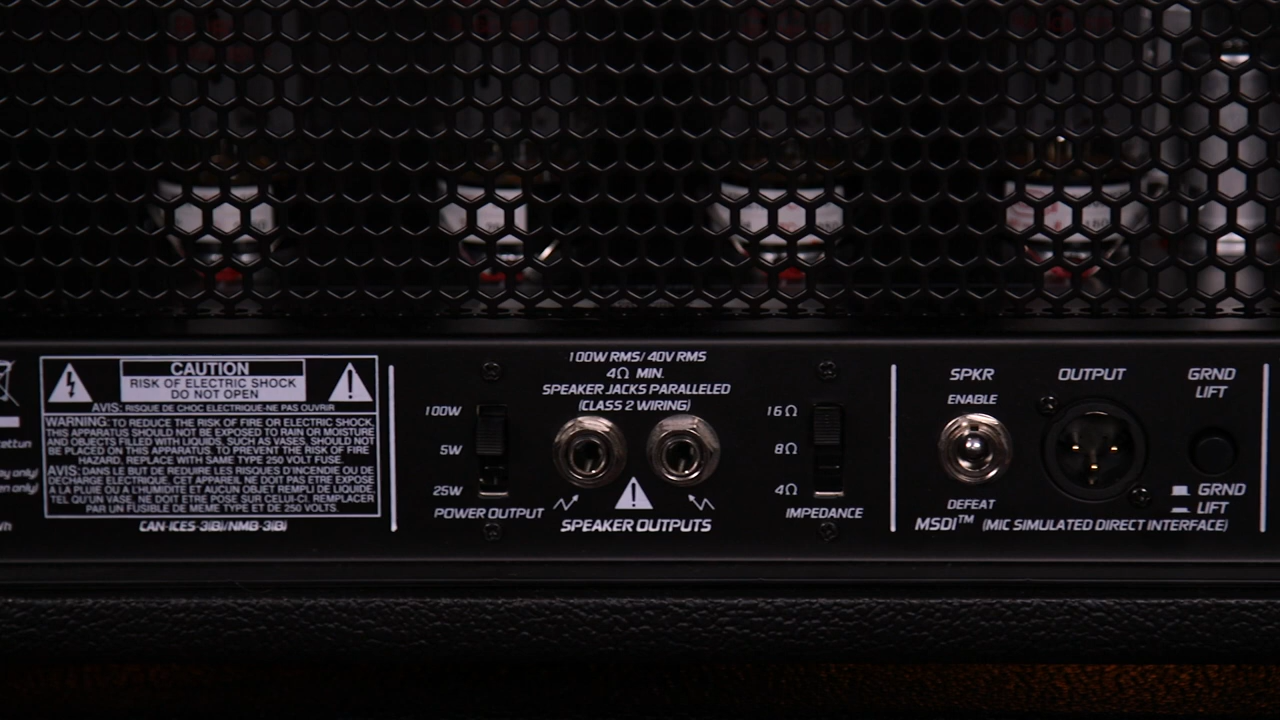 CAUTION
RISK OF ELECTRIC SHOCK
DO NOT OPEN
AVIS: RISQUE DE CHOC ELECTRIQUE-NE PAS OUVRIR
WARNING: TO REDUCE THE RISK OF FIRE OR ELECTRIC SHOCK,
THIS APPARATUS SHOULD NOT BE EXPOSED TO RAIN OR MOISTURE
AND OBJECTS FILLED WITH LIQUIDS, SUCH AS VASES, SHOULD NOT
BE PLACED ON THIS APPARATUS. TO PREVENT THE RISK OF FIRE
HAZARD, REPLACE WITH SAME TYPE 250 VOLT FUSE.
AVIS: DANS LE BUT DE REDUIRE LES RISQUES D'INCENDIE OU DE
DECHARGE ELECTRIQUE, CET APPAREIL NE DOIT PAS ETRE EXPOSE
A LA PLUIE OU A L'HUMIDITE ET AUCUN OBJET REMPLI DE LIQUIDE,
TEL QU'UN VASE, NE DOIT ETRE POSE SUR CELUI-CI. REMPLACER
PAR UN FUSIBLE DE MEME TYPE ET DE 250 VOLTS.
CAN-ICES-3(B)/NMB-3(B)
100W
5W
25W
POWER OUTPUT
100W RMS/ 40V RMS
4Ω MIN.
SPEAKER JACKS PARALLELED
(CLASS 2 WIRING)
SPEAKER OUTPUTS
16Ω
8Ω
4Ω
IMPEDANCE
SPKR
ENABLE
DEFEAT
OUTPUT
GRND
LIFT
GRND
LIFT
MSDI™ (MIC SIMULATED DIRECT INTERFACE)